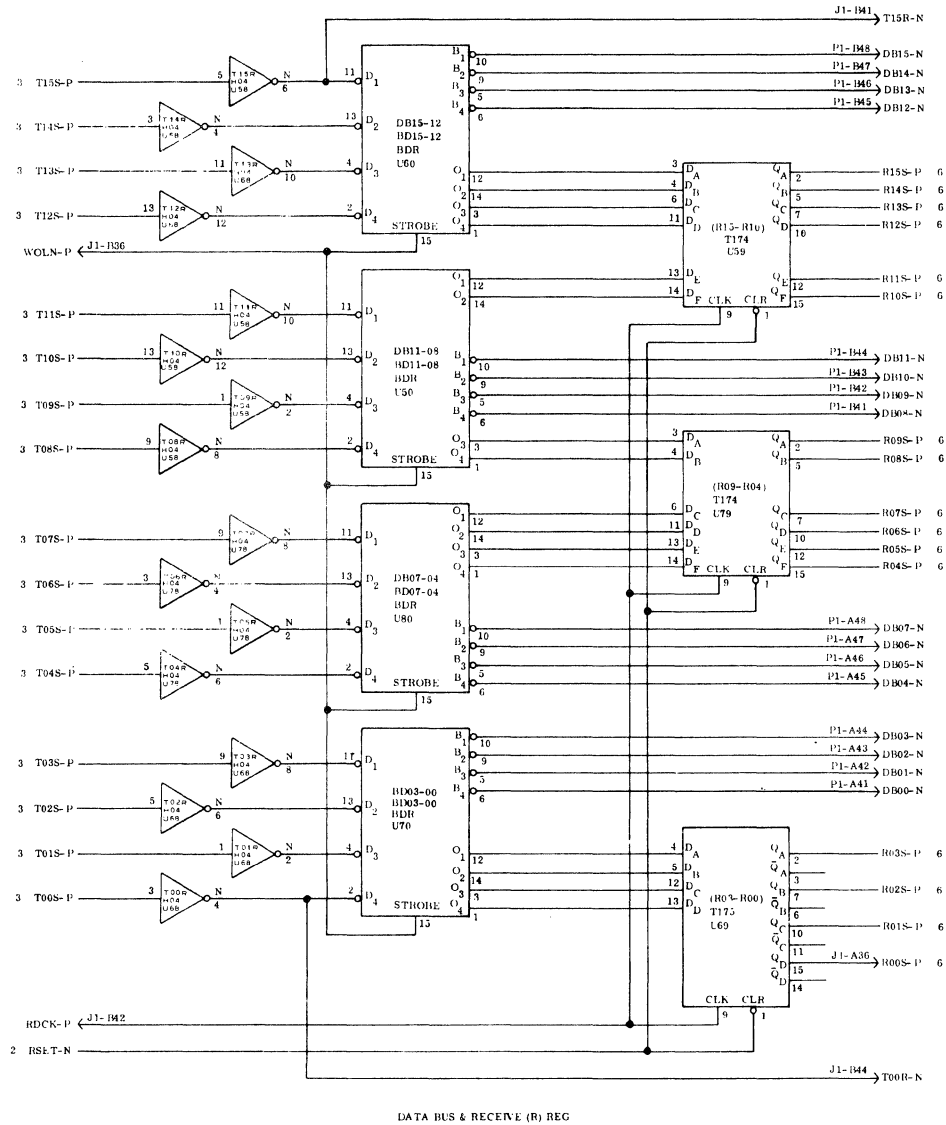 J1-B41
T15R-N
3 T15S-P 5 T15R H04 U58 N 6 11 D1
B1 10 P1-B48 DB15-N
B2 9 P1-B47 DB14-N
B3 5 P1-B46 DB13-N
B4 6 P1-B45 DB12-N
3 T14S-P 3 T14R H04 U58 N 4 13 D2
DB15-12
BD15-12
BDR
U60
3 T13S-P 11 T13R H04 U68 N 10 4 D3
3 T12S-P 13 T12R H04 U68 N 12 2 D4
O1 12 3 DA QA 2 R15S-P 6
O2 14 4 DB QB 5 R14S-P 6
O3 3 6 DC QC 7 R13S-P 6
O4 1 11 DD QD 10 R12S-P 6
STROBE
15
(R15-R10)
T174
U59
WOLN-P J1-B36
O1 12 13 DE QE 12 R11S-P 6
O2 14 14 DF QF 15 R10S-P 6
CLK CLR
9 1
3 T11S-P 11 T11R H04 U58 N 10 11 D1
3 T10S-P 13 T10R H04 U58 N 12 13 D2
DB11-08
BD11-08
BDR
U50
B1 10 P1-B44 DB11-N
B2 9 P1-B43 DB10-N
B3 5 P1-B42 DB09-N
B4 6 P1-B41 DB08-N
3 T09S-P 1 T09R H04 U58 N 2 4 D3
3 T08S-P 9 T08R H04 U58 N 8 2 D4
O3 3 3 DA QA 2 R09S-P 6
O4 1 4 DB QB 5 R08S-P 6
STROBE
15
(R09-R04)
T174
U79
3 T07S-P 9 T07R H04 U78 N 8 11 D1
O1 12 6 DC QC 7 R07S-P 6
O2 14 11 DD QD 10 R06S-P 6
O3 3 13 DE QE 12 R05S-P 6
O4 1 14 DF QF 15 R04S-P 6
CLK CLR
9 1
3 T06S-P 3 T06R H04 U78 N 4 13 D2
DB07-04
BD07-04
BDR
U80
3 T05S-P 1 T05R H04 U78 N 2 4 D3
3 T04S-P 5 T04R H04 U78 N 6 2 D4
B1 10 P1-A48 DB07-N
B2 9 P1-A47 DB06-N
B3 5 P1-A46 DB05-N
B4 6 P1-A45 DB04-N
STROBE
15
3 T03S-P 9 T03R H04 U68 N 8 11 D1
B1 10 P1-A44 DB03-N
B2 9 P1-A43 DB02-N
B3 5 P1-A42 DB01-N
B4 6 P1-A41 DB00-N
3 T02S-P 5 T02R H04 U68 N 6 13 D2
BD03-00
BD03-00
BDR
U70
3 T01S-P 1 T01R H04 U68 N 2 4 D3
3 T00S-P 3 T00R H04 U68 N 4 2 D4
O1 12 4 DA QA 2 R03S-P 6
O2 14 5 DB Q̄A 3
O3 3 12 DC QB 7 R02S-P 6
O4 1 13 DD Q̄B 6
STROBE
15
(R03-R00)
T175
U69
QC 10 R01S-P 6
Q̄C 11
QD 15 J1-A36 R00S-P 6
Q̄D 14
CLK CLR
9 1
RDCK-P J1-B42
2 RSET-N
J1-B44
T00R-N
DATA BUS & RECEIVE (R) REG